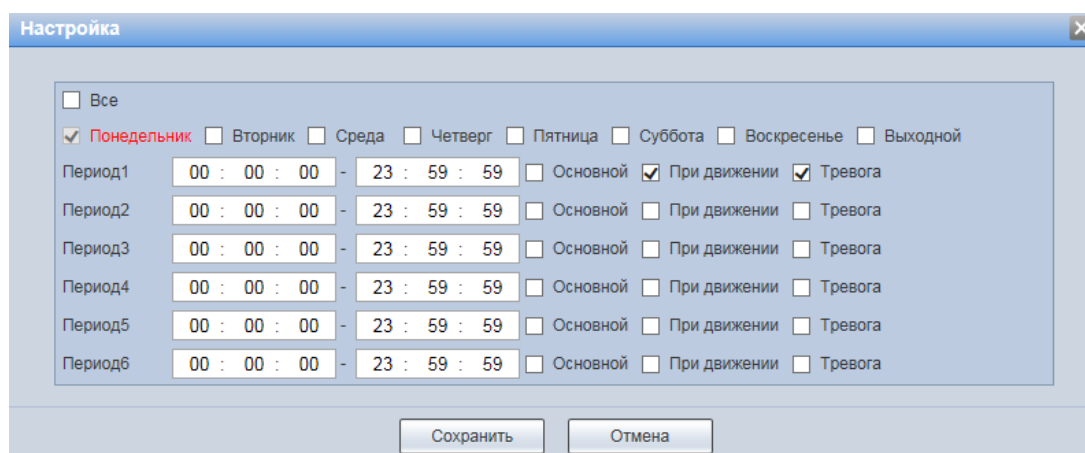 Настройка
Все
Понедельник Вторник Среда Четверг Пятница Суббота Воскресенье Выходной
Период1 00 : 00 : 00 - 23 : 59 : 59 Основной При движении Тревога
Период2 00 : 00 : 00 - 23 : 59 : 59 Основной При движении Тревога
Период3 00 : 00 : 00 - 23 : 59 : 59 Основной При движении Тревога
Период4 00 : 00 : 00 - 23 : 59 : 59 Основной При движении Тревога
Период5 00 : 00 : 00 - 23 : 59 : 59 Основной При движении Тревога
Период6 00 : 00 : 00 - 23 : 59 : 59 Основной При движении Тревога
Сохранить Отмена